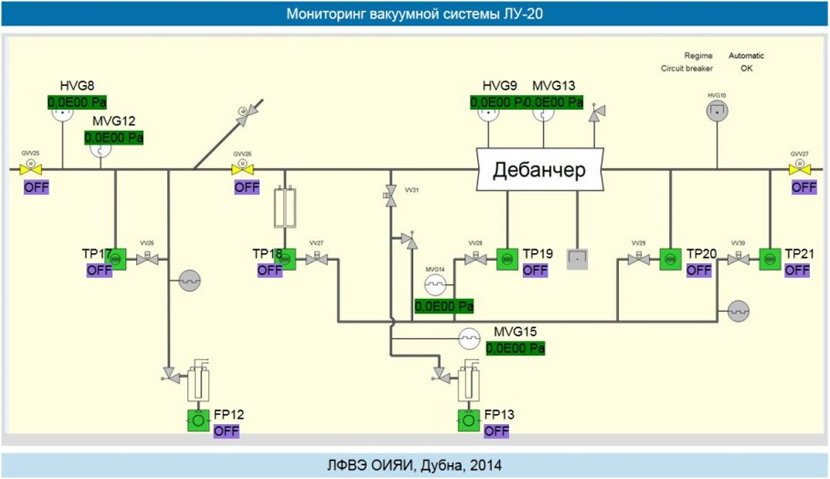 Мониторинг вакуумной системы ЛУ-20
Regime Automatic
Circuit breaker OK
HVG8
0,0E00 Pa
MVG12
0,0E00 Pa
HVG9 MVG13
0,0E00 Pa 0,0E00 Pa
HVG10
GVV25
OFF
GVV26
OFF
Дебанчер
GVV27
OFF
VV31
TP17
OFF
VV26
TP18
OFF
VV27
VV28
TP19
OFF
VV29
TP20
OFF
VV30
TP21
OFF
MVG14
0,0E00 Pa
MVG15
0,0E00 Pa
FP12
OFF
FP13
OFF
ЛФВЭ ОИЯИ, Дубна, 2014